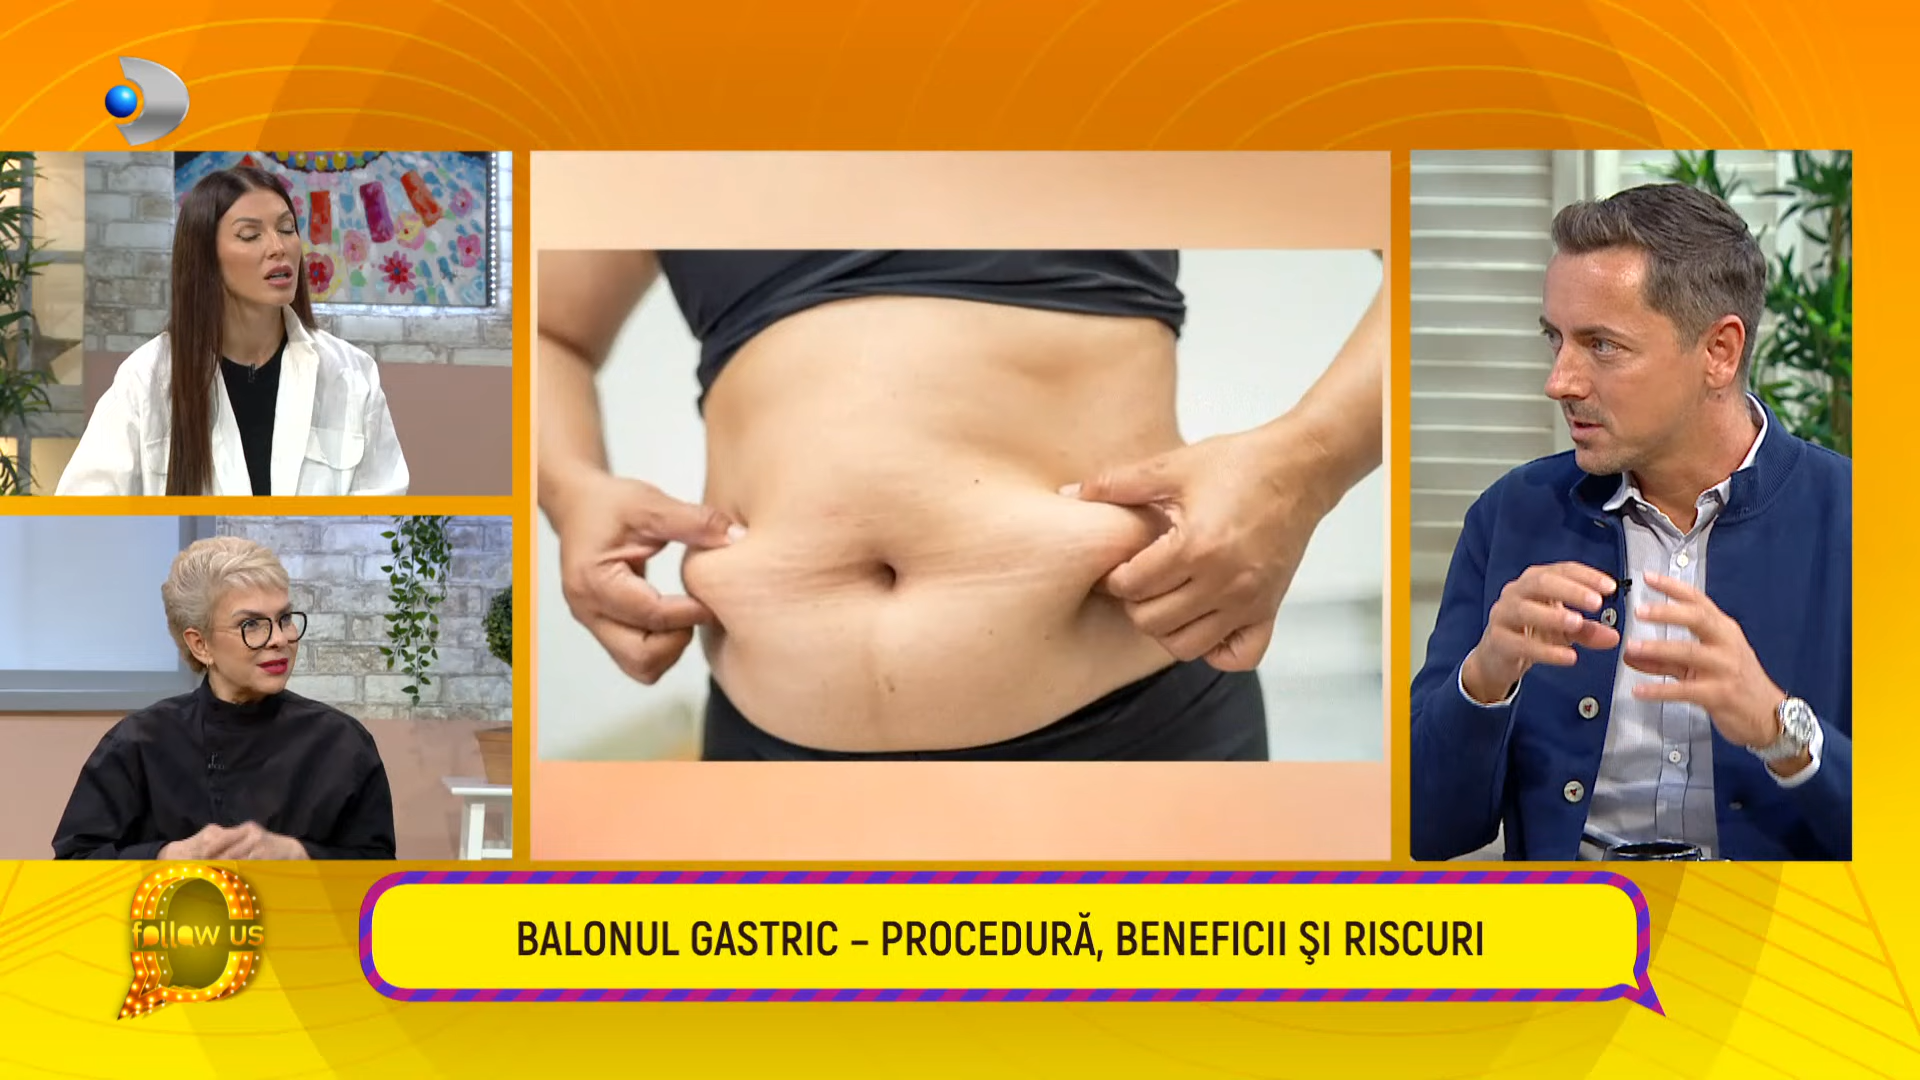 follow us
BALONUL GASTRIC – PROCEDURĂ, BENEFICII ŞI RISCURI